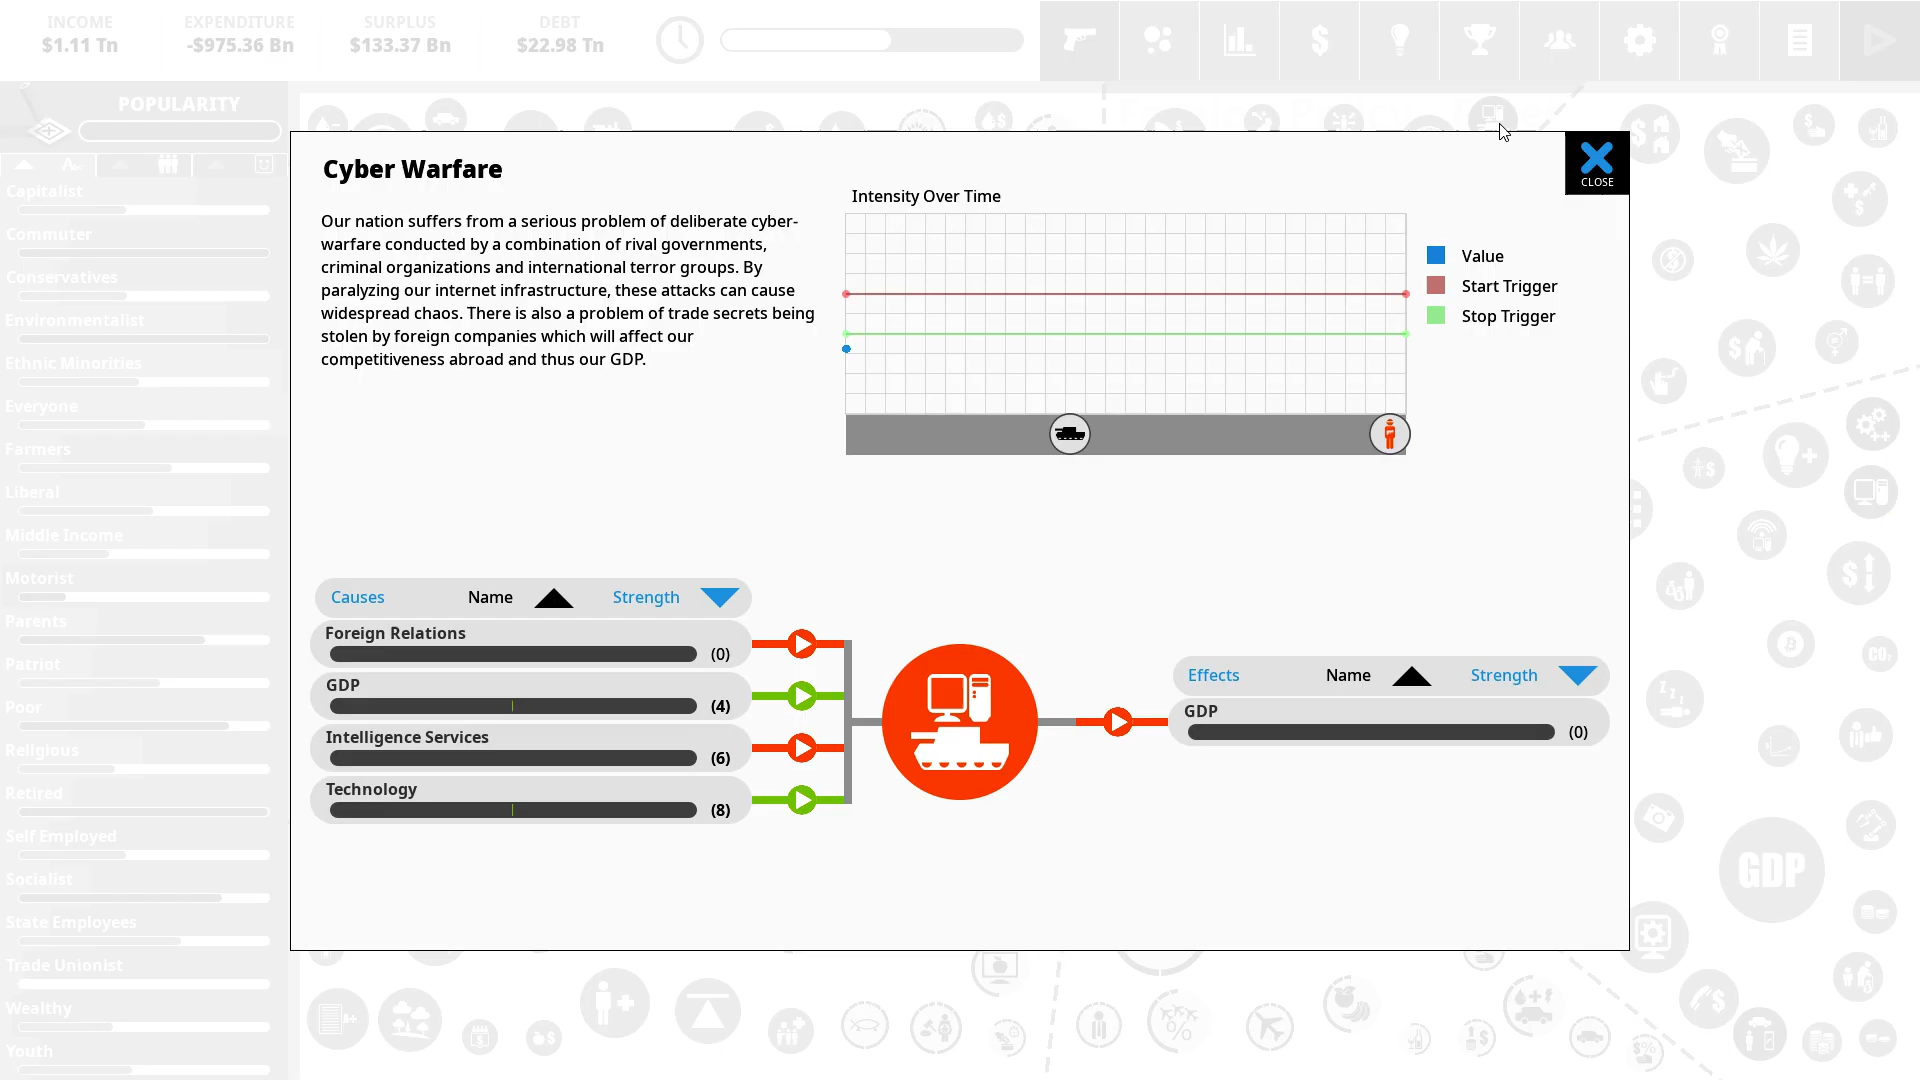 INCOME
$1.11 Tn
EXPENDITURE
-$975.36 Bn
SURPLUS
$133.37 Bn
DEBT
$22.98 Tn
POPULARITY
Capitalist
Commuter
Conservatives
Environmentalist
Ethnic Minorities
Everyone
Farmers
Liberal
Middle Income
Motorist
Parents
Patriot
Poor
Religious
Retired
Self Employed
Socialist
State Employees
Trade Unionist
Wealthy
Youth
Cyber Warfare
CLOSE
Our nation suffers from a serious problem of deliberate cyber-
warfare conducted by a combination of rival governments,
criminal organizations and international terror groups. By
paralyzing our internet infrastructure, these attacks can cause
widespread chaos. There is also a problem of trade secrets being
stolen by foreign companies which will affect our
competitiveness abroad and thus our GDP.
Intensity Over Time
Value
Start Trigger
Stop Trigger
Causes Name Strength
Foreign Relations
(0)
GDP
(4)
Intelligence Services
(6)
Technology
(8)
Effects Name Strength
GDP
(0)
GDP